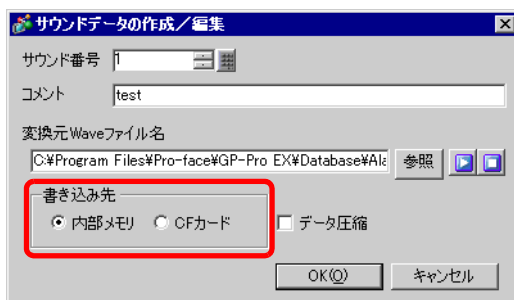 サウンドデータの作成／編集
サウンド番号 1
コメント test
変換元Waveファイル名
C:¥Program Files¥Pro-face¥GP-Pro EX¥Database¥Ala 参照
書き込み先
内部メモリ CFカード データ圧縮
OK(O) キャンセル